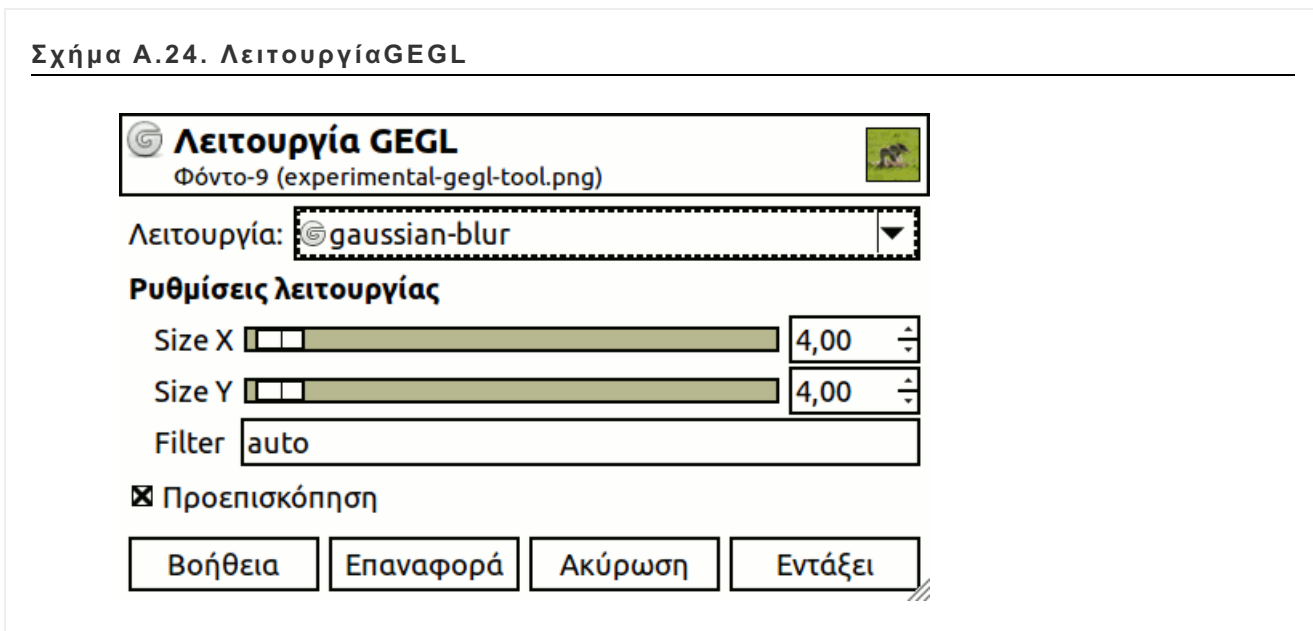 Σχήμα A.24. ΛειτουργίαGEGL
Λειτουργία GEGL
Φόντο-9 (experimental-gegl-tool.png)
Λειτουργία: gaussian-blur
Ρυθμίσεις λειτουργίας
Size X 4,00
Size Y 4,00
Filter auto
Προεπισκόπηση
Βοήθεια Επαναφορά Ακύρωση Εντάξει